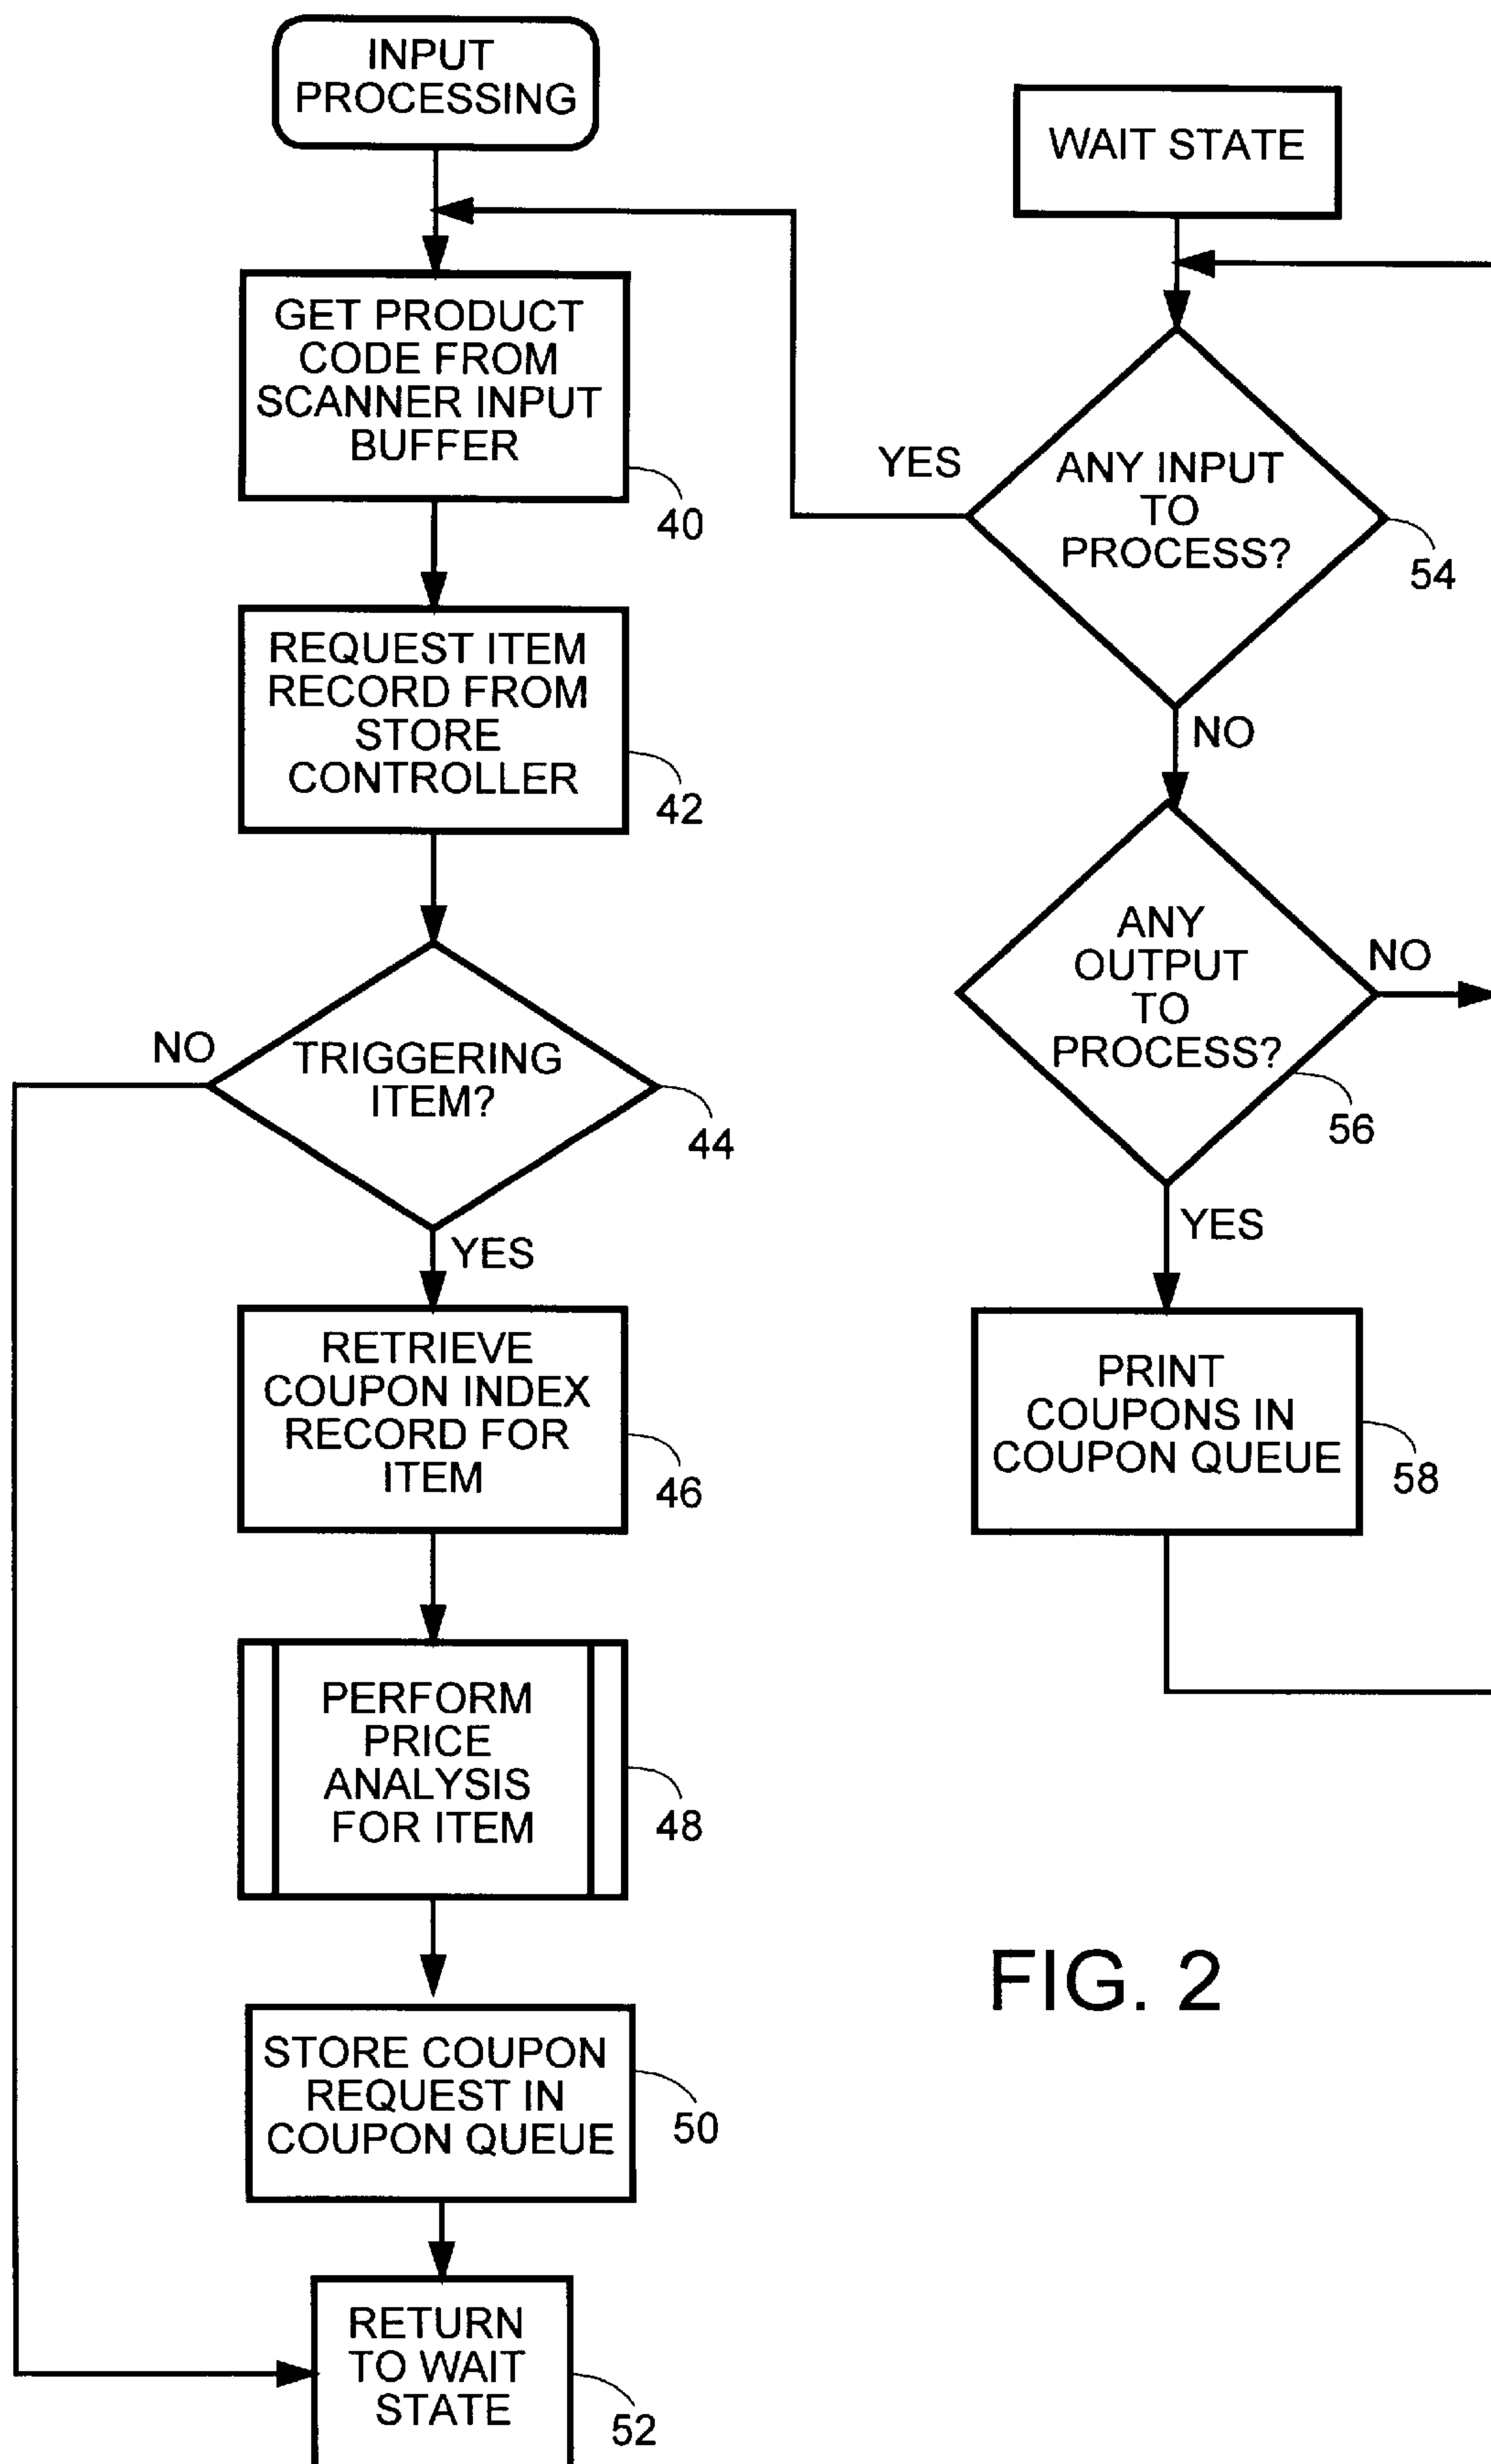 INPUT
PROCESSING
GET PRODUCT
CODE FROM
SCANNER INPUT
BUFFER
40
REQUEST ITEM
RECORD FROM
STORE
CONTROLLER
42
TRIGGERING
ITEM?
44
NO
YES
RETRIEVE
COUPON INDEX
RECORD FOR
ITEM
46
PERFORM
PRICE
ANALYSIS
FOR ITEM
48
STORE COUPON
REQUEST IN
COUPON QUEUE
50
RETURN
TO WAIT
STATE
52
WAIT STATE
ANY INPUT
TO
PROCESS?
54
YES
NO
ANY
OUTPUT
TO
PROCESS?
56
NO
YES
PRINT
COUPONS IN
COUPON QUEUE
58
FIG. 2